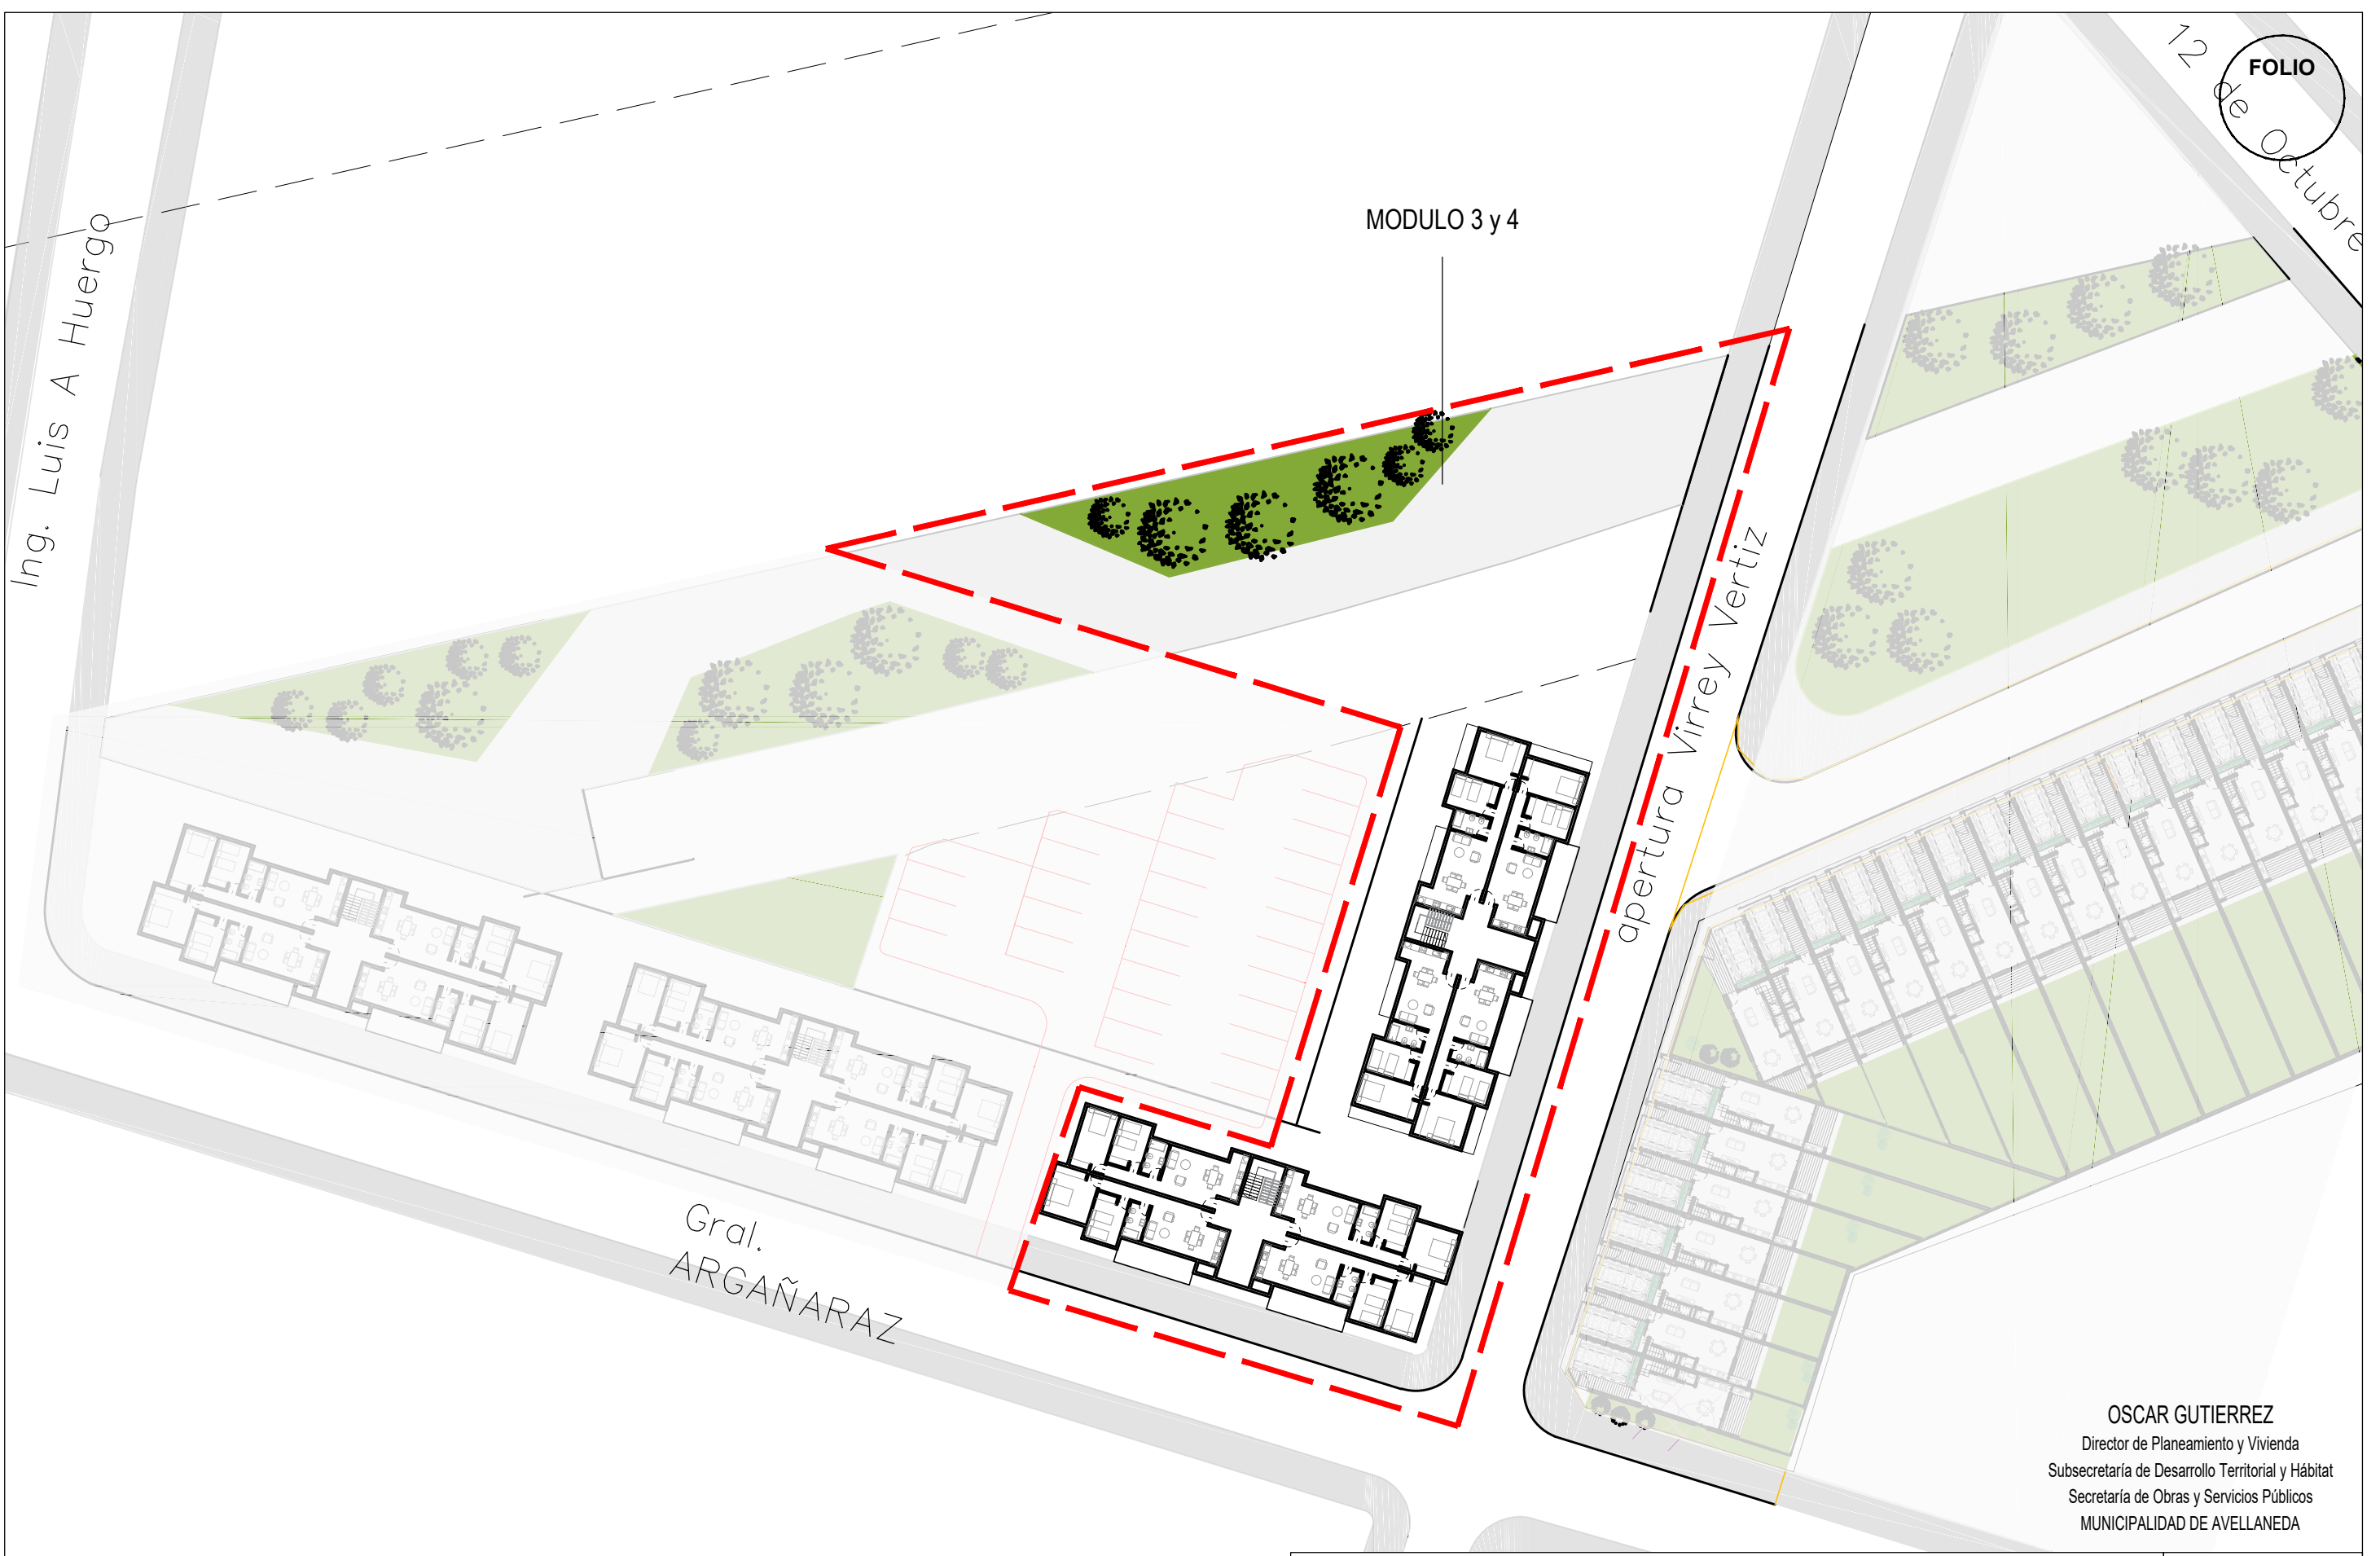 12 de Octubre
FOLIO
MODULO 3 y 4
Ing. Luis A Huergo
apertura Virrey Vertiz
Gral.
ARGAÑARAZ
OSCAR GUTIERREZ
Director de Planeamiento y Vivienda
Subsecretaría de Desarrollo Territorial y Hábitat
Secretaría de Obras y Servicios Públicos
MUNICIPALIDAD DE AVELLANEDA